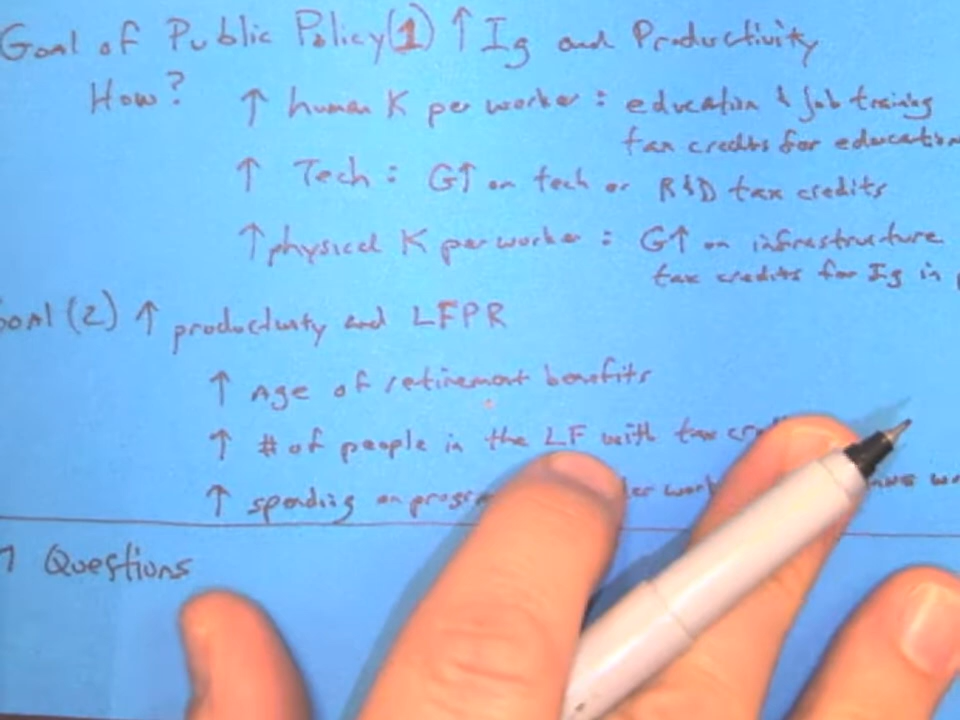 Goal of Public Policy (1) ↑ Ig and Productivity
How? ↑ human K per worker : education & job training
tax credits for education
↑ Tech : G↑ on tech or R&D tax credits
↑ physical K per worker : G↑ on infrastructure
tax credits for Ig in
Goal (2) ↑ productivity and LFPR
↑ Age of retirement benefits
↑ # of people in the LF with tax
↑ spending on
Questions